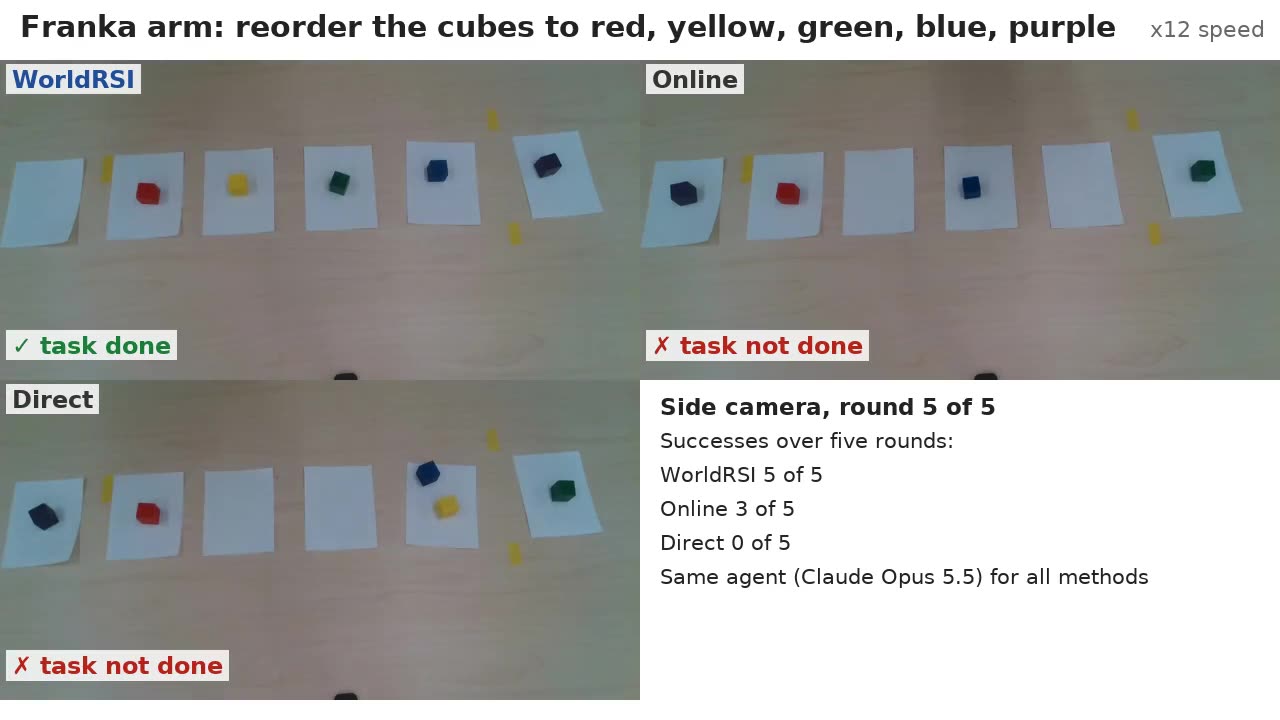 Franka arm: reorder the cubes to red, yellow, green, blue, purple
x12 speed
WorldRSI
Online
✓ task done
✗ task not done
Direct
✗ task not done
Side camera, round 5 of 5
Successes over five rounds:
WorldRSI 5 of 5
Online 3 of 5
Direct 0 of 5
Same agent (Claude Opus 5.5) for all methods